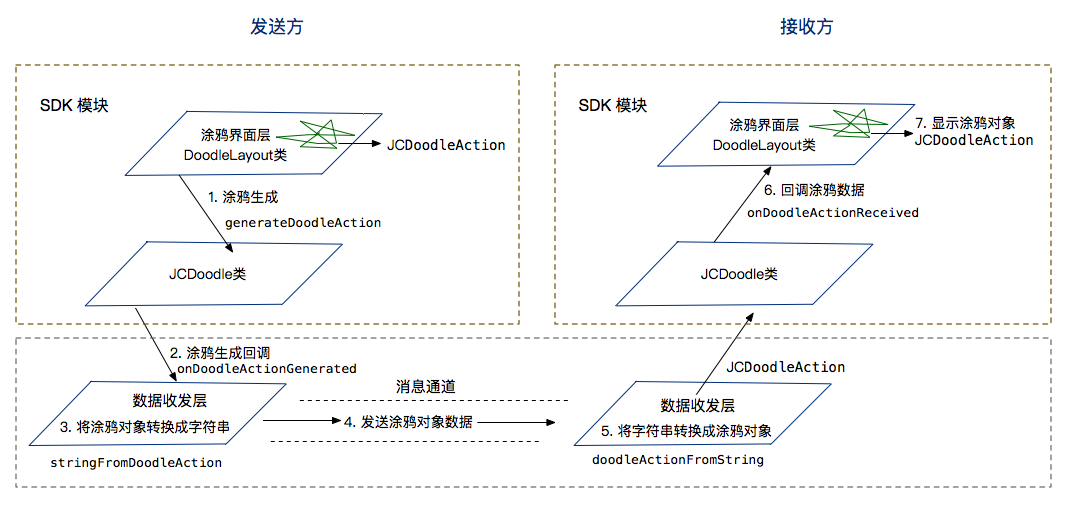 发送方
接收方
SDK 模块
涂鸦界面层
DoodleLayout类
JCDoodleAction
1. 涂鸦生成
generateDoodleAction
JCDoodle类
SDK 模块
涂鸦界面层
DoodleLayout类
7. 显示涂鸦对象
JCDoodleAction
6. 回调涂鸦数据
onDoodleActionReceived
JCDoodle类
2. 涂鸦生成回调
onDoodleActionGenerated
数据收发层
3. 将涂鸦对象转换成字符串
stringFromDoodleAction
消息通道
4. 发送涂鸦对象数据
JCDoodleAction
数据收发层
5. 将字符串转换成涂鸦对象
doodleActionFromString